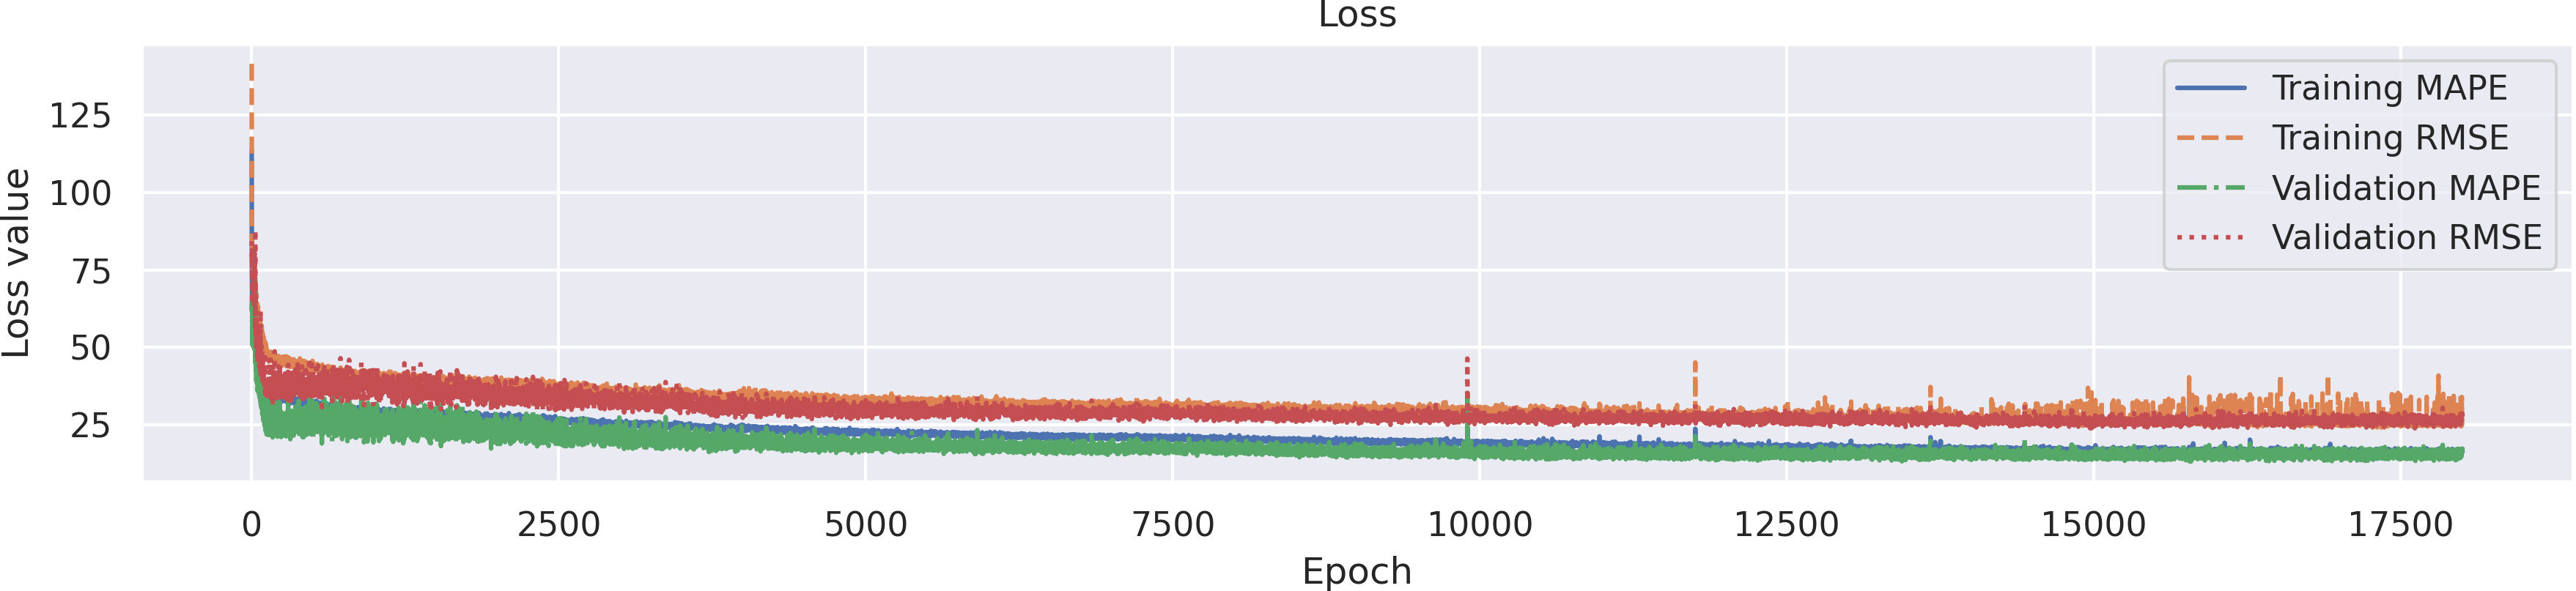 Loss
Training MAPE
Training RMSE
Validation MAPE
Validation RMSE
Loss value
125
100
75
50
25
0 2500 5000 7500 10000 12500 15000 17500
Epoch